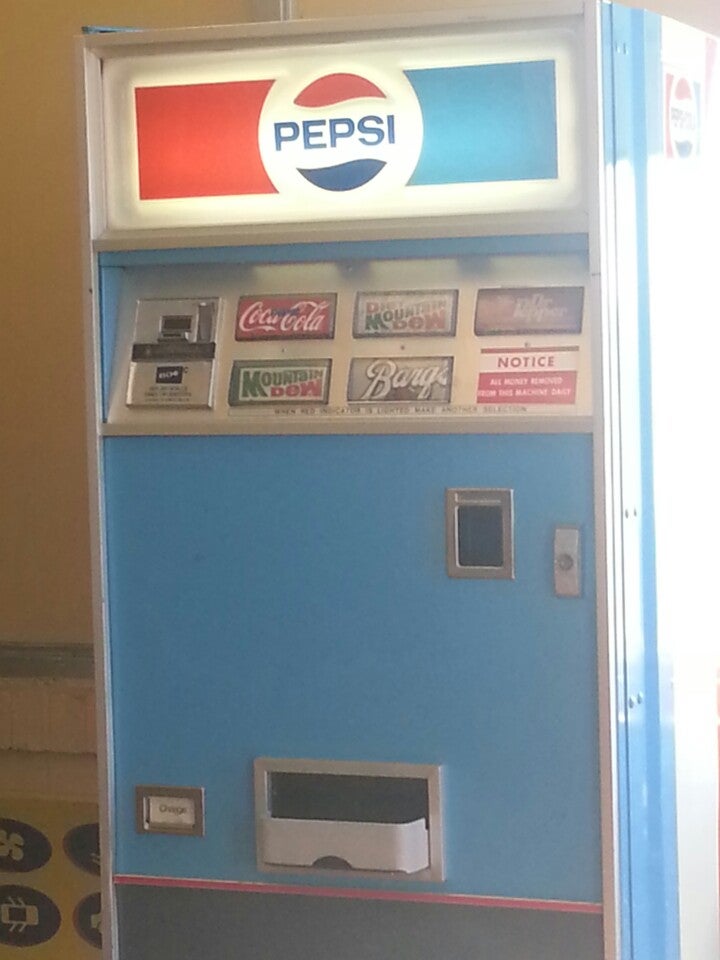 PEPSI
Coca-Cola
DIET MOUNTAIN DEW
Dr Pepper
MOUNTAIN DEW
Barq's
NOTICE
ALL MONEY REMOVED
FROM THIS MACHINE DAILY
WHEN RED INDICATOR IS LIGHTED MAKE ANOTHER SELECTION
Change